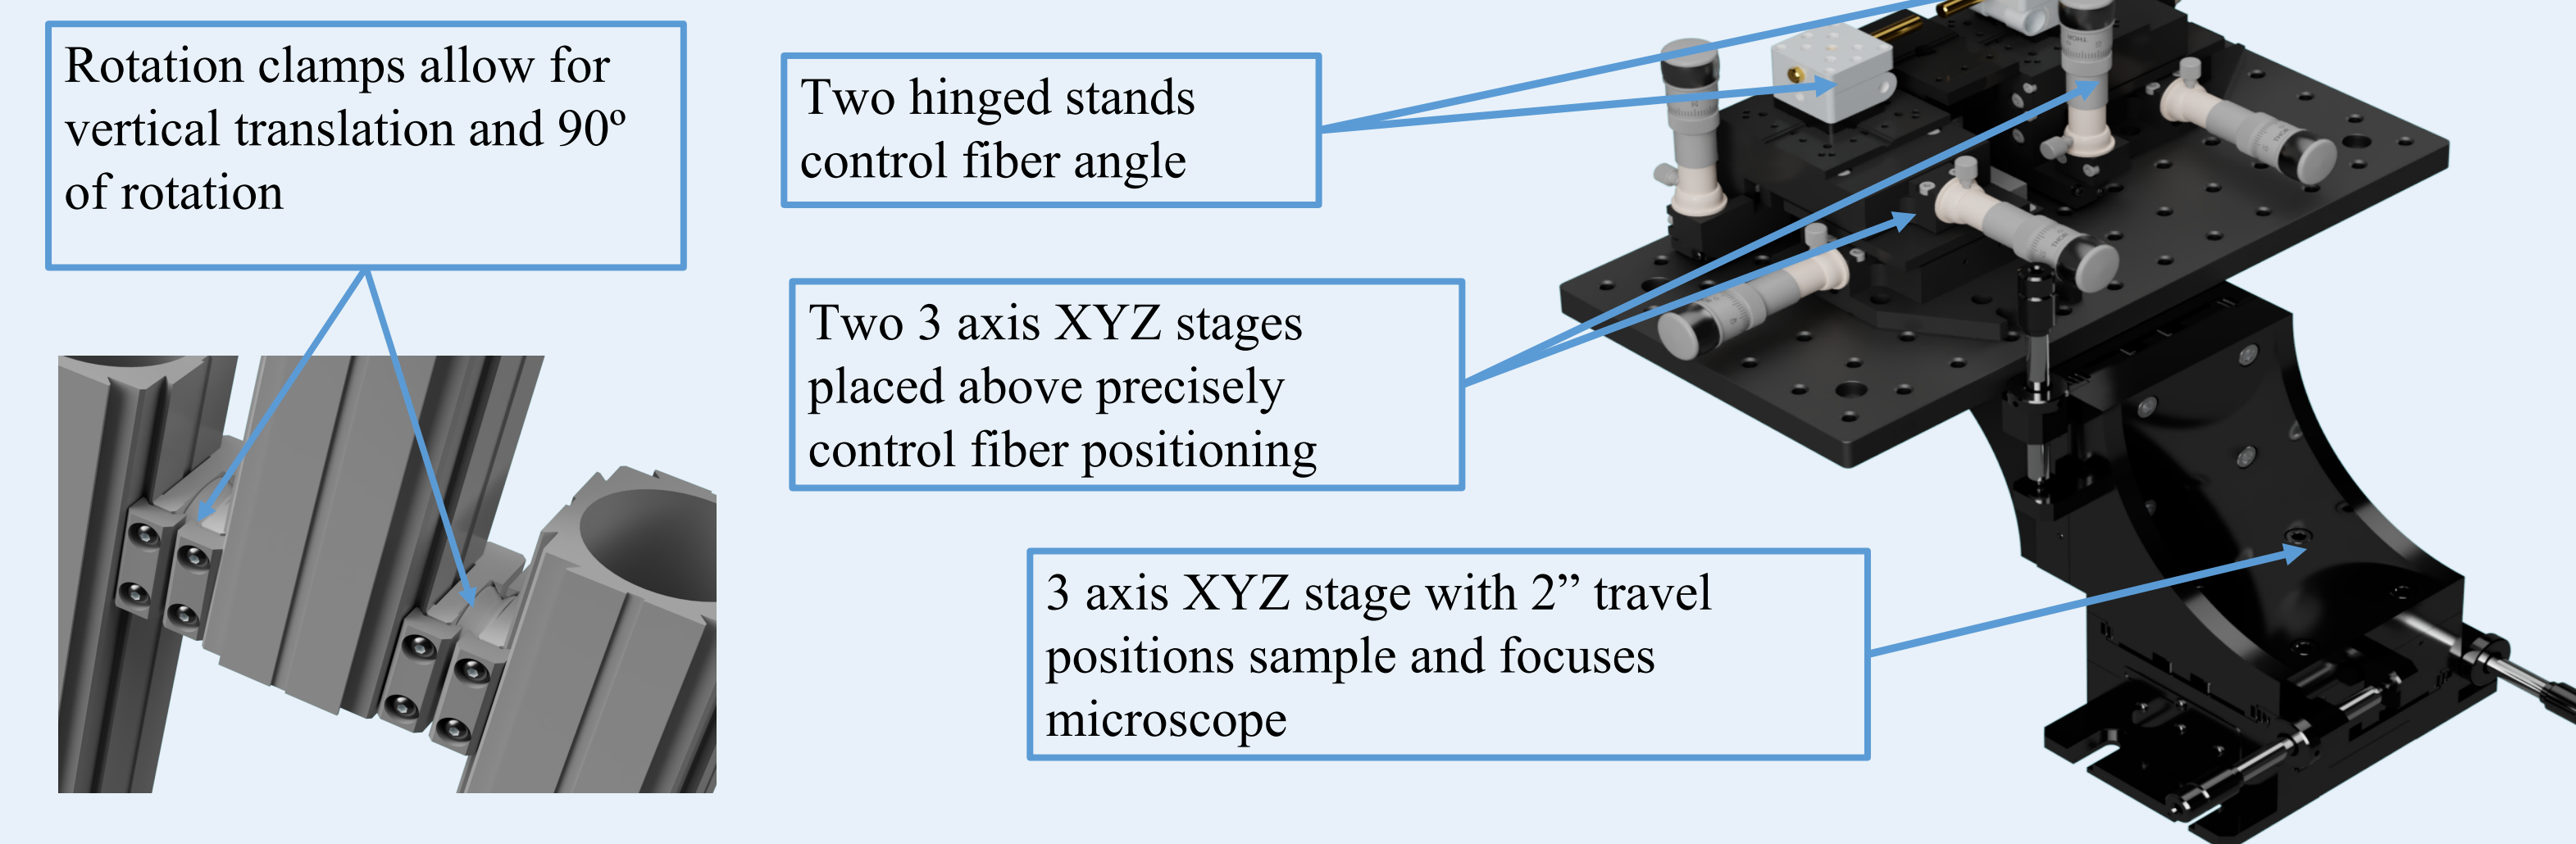 Rotation clamps allow for
vertical translation and 90º
of rotation
Two hinged stands
control fiber angle
Two 3 axis XYZ stages
placed above precisely
control fiber positioning
3 axis XYZ stage with 2” travel
positions sample and focuses
microscope